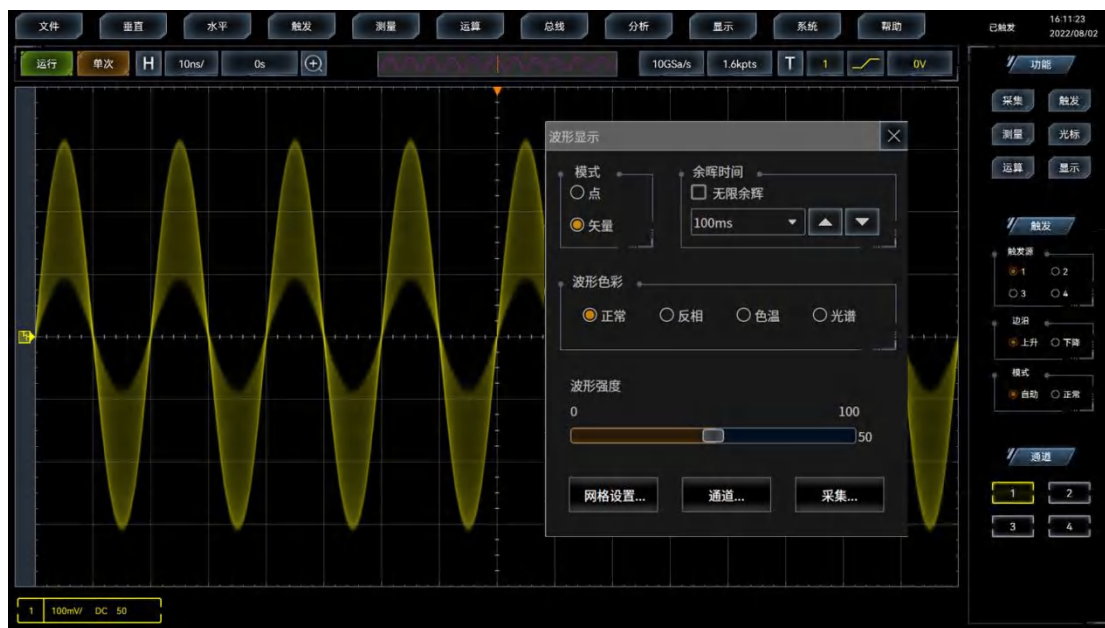 文件 垂直 水平 触发 测量 运算 总线 分析 显示 系统 帮助 已触发 16:11:23
2022/08/02
运行 单次 H 10ns/ 0s 10GSa/s 1.6kpts T 1 0V
功能
采集 触发
测量 光标
运算 显示
触发
触发源
1 2
3 4
边沿
上升 下降
模式
自动 正常
通道
1 2
3 4
波形显示
模式
点
矢量
余晖时间
无限余辉
100ms
波形色彩
正常 反相 色温 光谱
波形强度
0 100
50
网格设置... 通道... 采集...
1 100mV/ DC 50